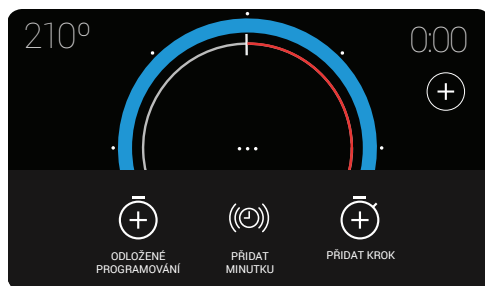 210º
0:00
ODLOŽENÉ
PROGRAMOVÁNÍ
PŘIDAT
MINUTKU
PŘIDAT KROK